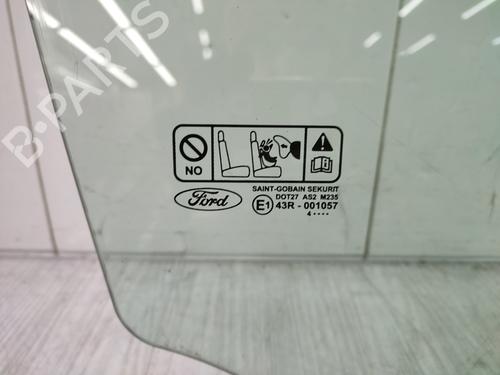 B-PARTS
NO
Ford
SAINT-GOBAIN SEKURIT
DOT27 AS2 M235
E1 43R - 001057
4 ••••